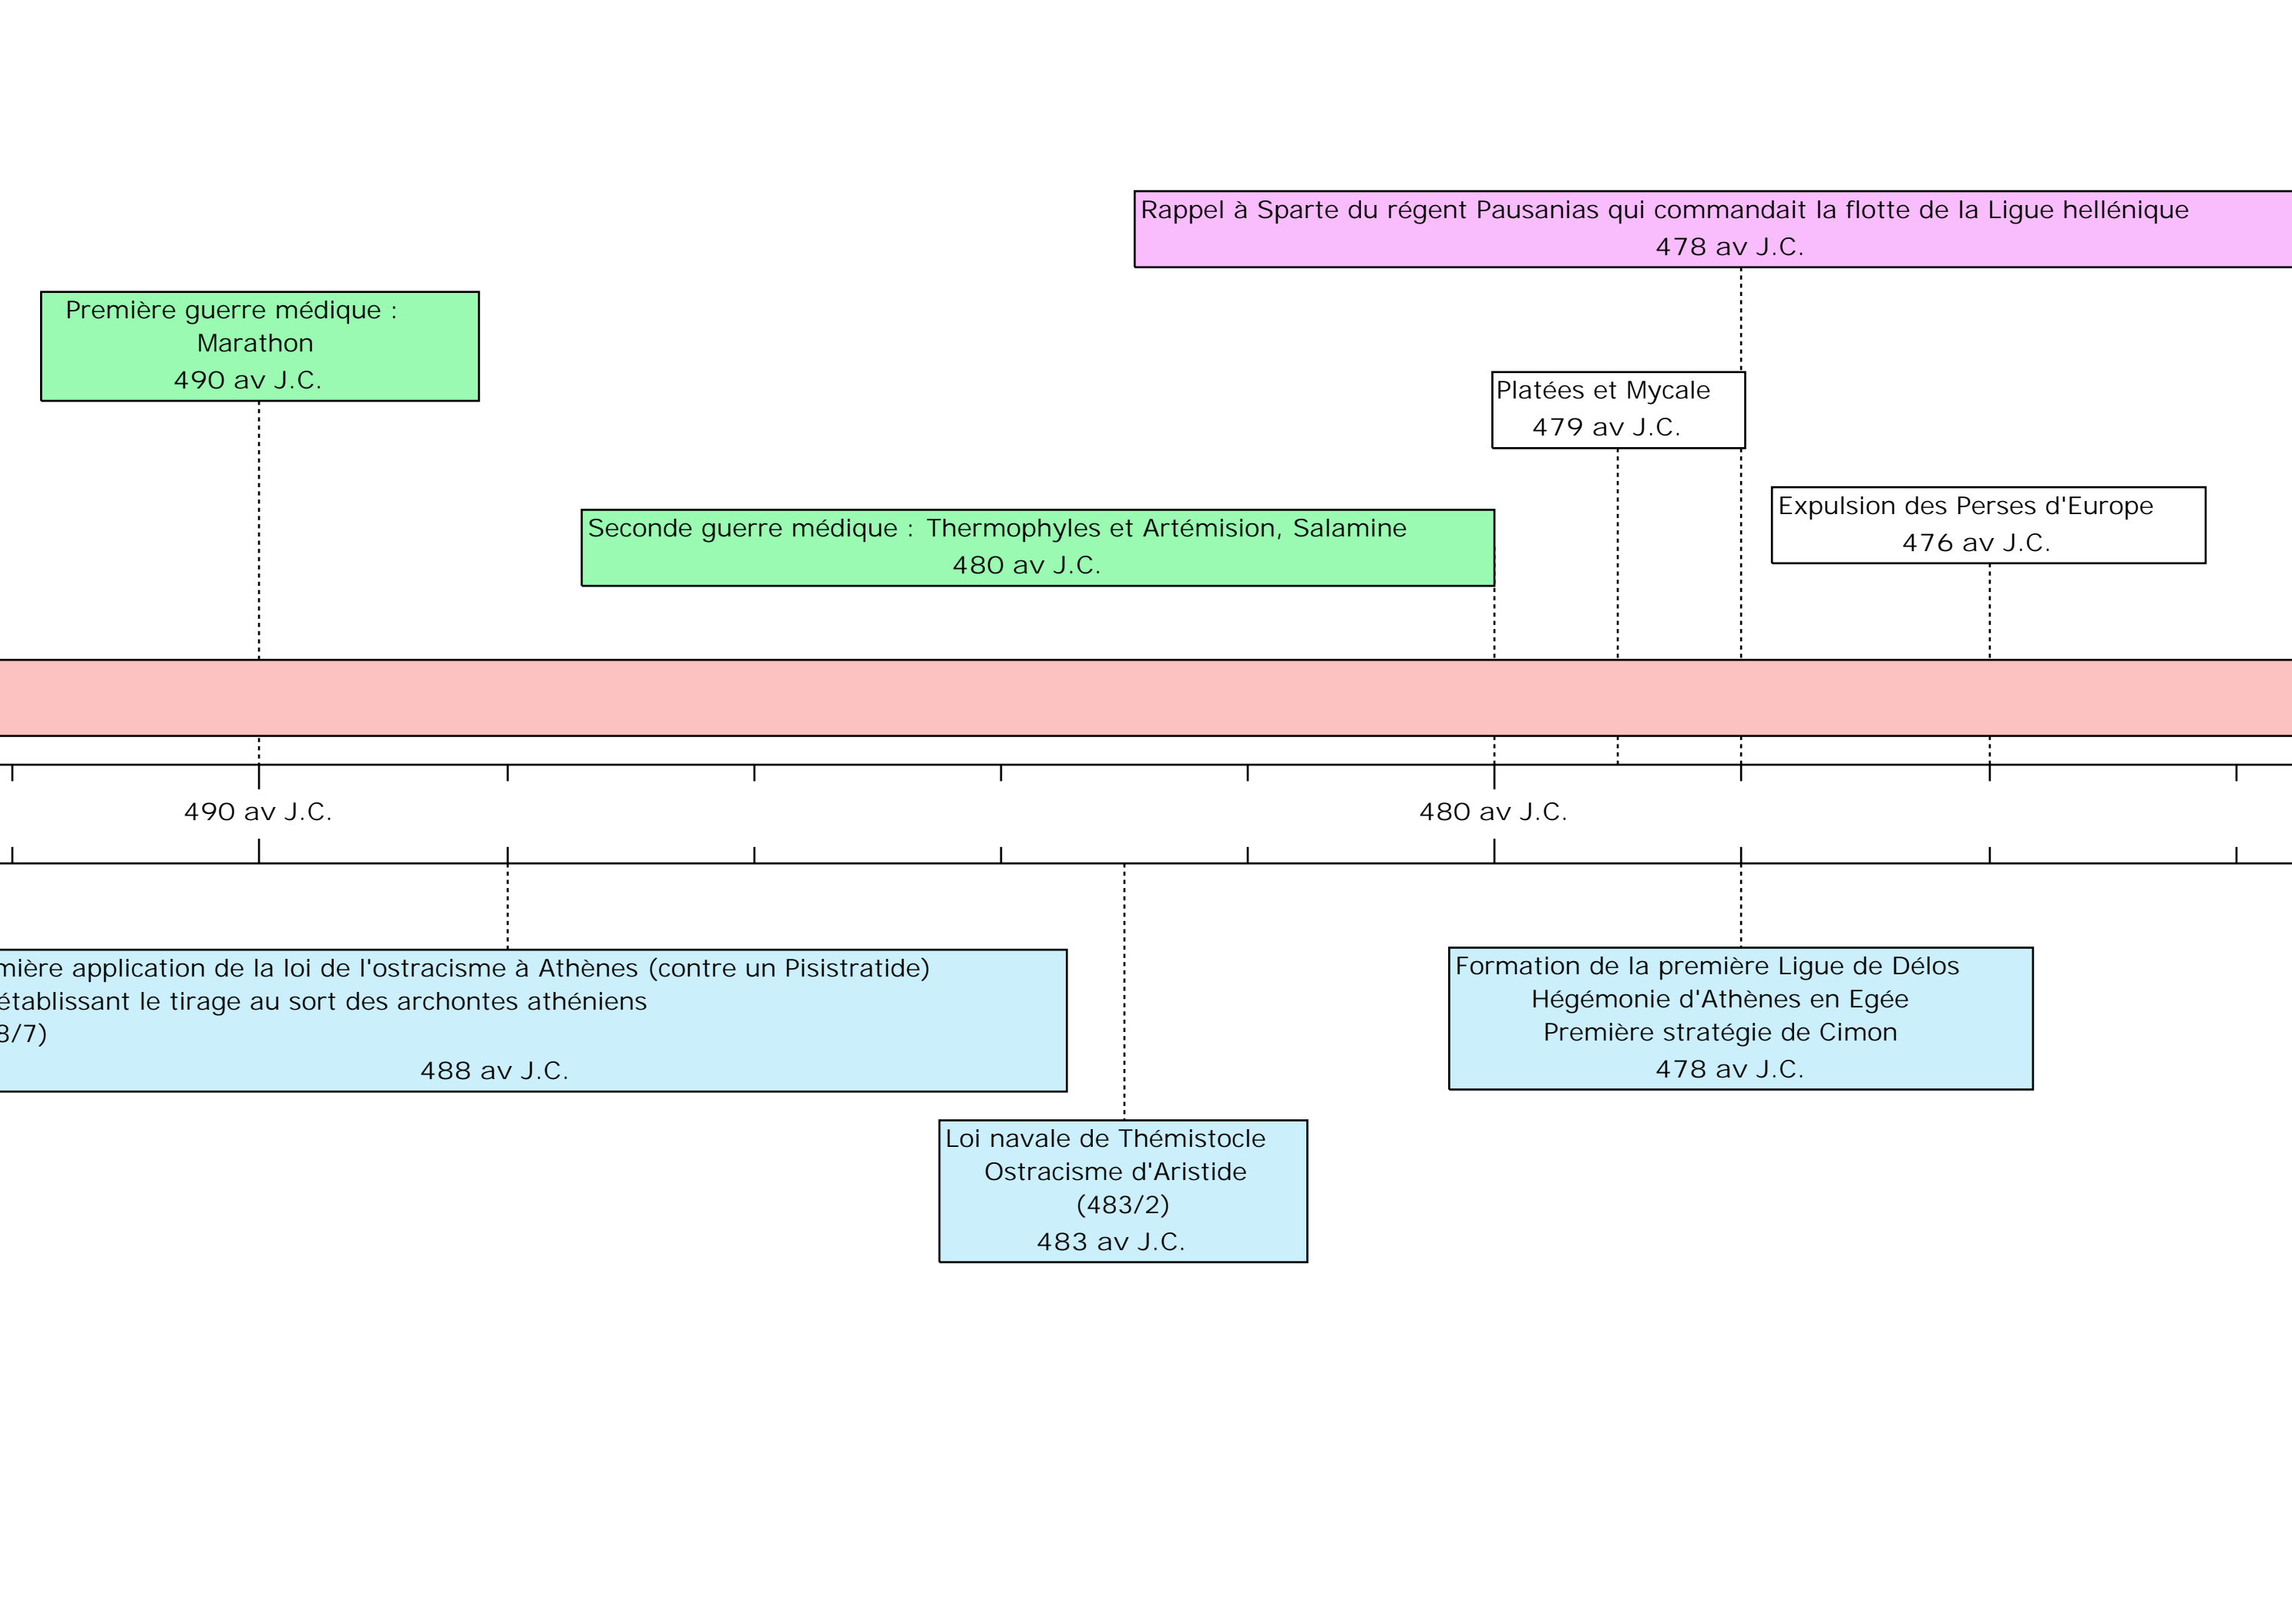 Rappel à Sparte du régent Pausanias qui commandait la flotte de la Ligue hellénique
478 av J.C.
Première guerre médique :
Marathon
490 av J.C.
Platées et Mycale
479 av J.C.
Expulsion des Perses d'Europe
476 av J.C.
Seconde guerre médique : Thermophyles et Artémision, Salamine
480 av J.C.
490 av J.C.
480 av J.C.
mière application de la loi de l'ostracisme à Athènes (contre un Pisistratide)
établissant le tirage au sort des archontes athéniens
8/7)
488 av J.C.
Formation de la première Ligue de Délos
Hégémonie d'Athènes en Egée
Première stratégie de Cimon
478 av J.C.
Loi navale de Thémistocle
Ostracisme d'Aristide
(483/2)
483 av J.C.